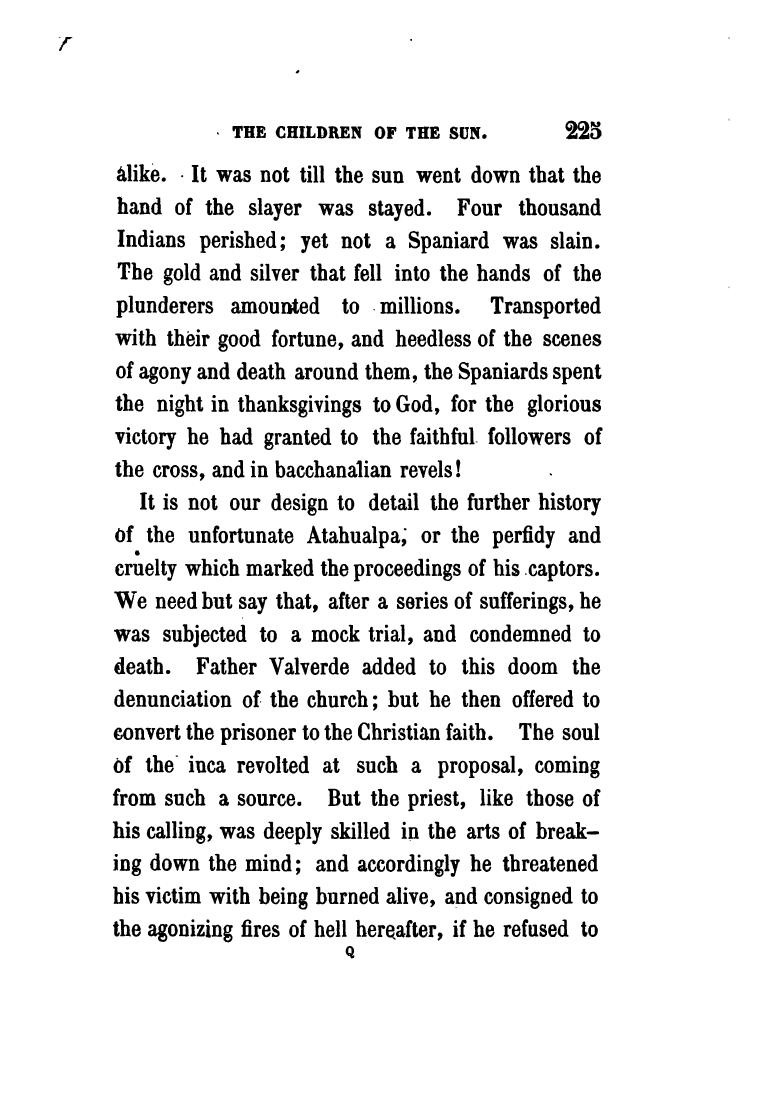 THE CHILDREN OF THE SUN. 225
alike. It was not till the sun went down that the
hand of the slayer was stayed. Four thousand
Indians perished; yet not a Spaniard was slain.
The gold and silver that fell into the hands of the
plunderers amounted to millions. Transported
with their good fortune, and heedless of the scenes
of agony and death around them, the Spaniards spent
the night in thanksgivings to God, for the glorious
victory he had granted to the faithful followers of
the cross, and in bacchanalian revels!
It is not our design to detail the further history
of the unfortunate Atahualpa, or the perfidy and
cruelty which marked the proceedings of his captors.
We need but say that, after a series of sufferings, he
was subjected to a mock trial, and condemned to
death. Father Valverde added to this doom the
denunciation of the church; but he then offered to
convert the prisoner to the Christian faith. The soul
of the inca revolted at such a proposal, coming
from such a source. But the priest, like those of
his calling, was deeply skilled in the arts of break-
ing down the mind; and accordingly he threatened
his victim with being burned alive, and consigned to
the agonizing fires of hell hereafter, if he refused to
Q